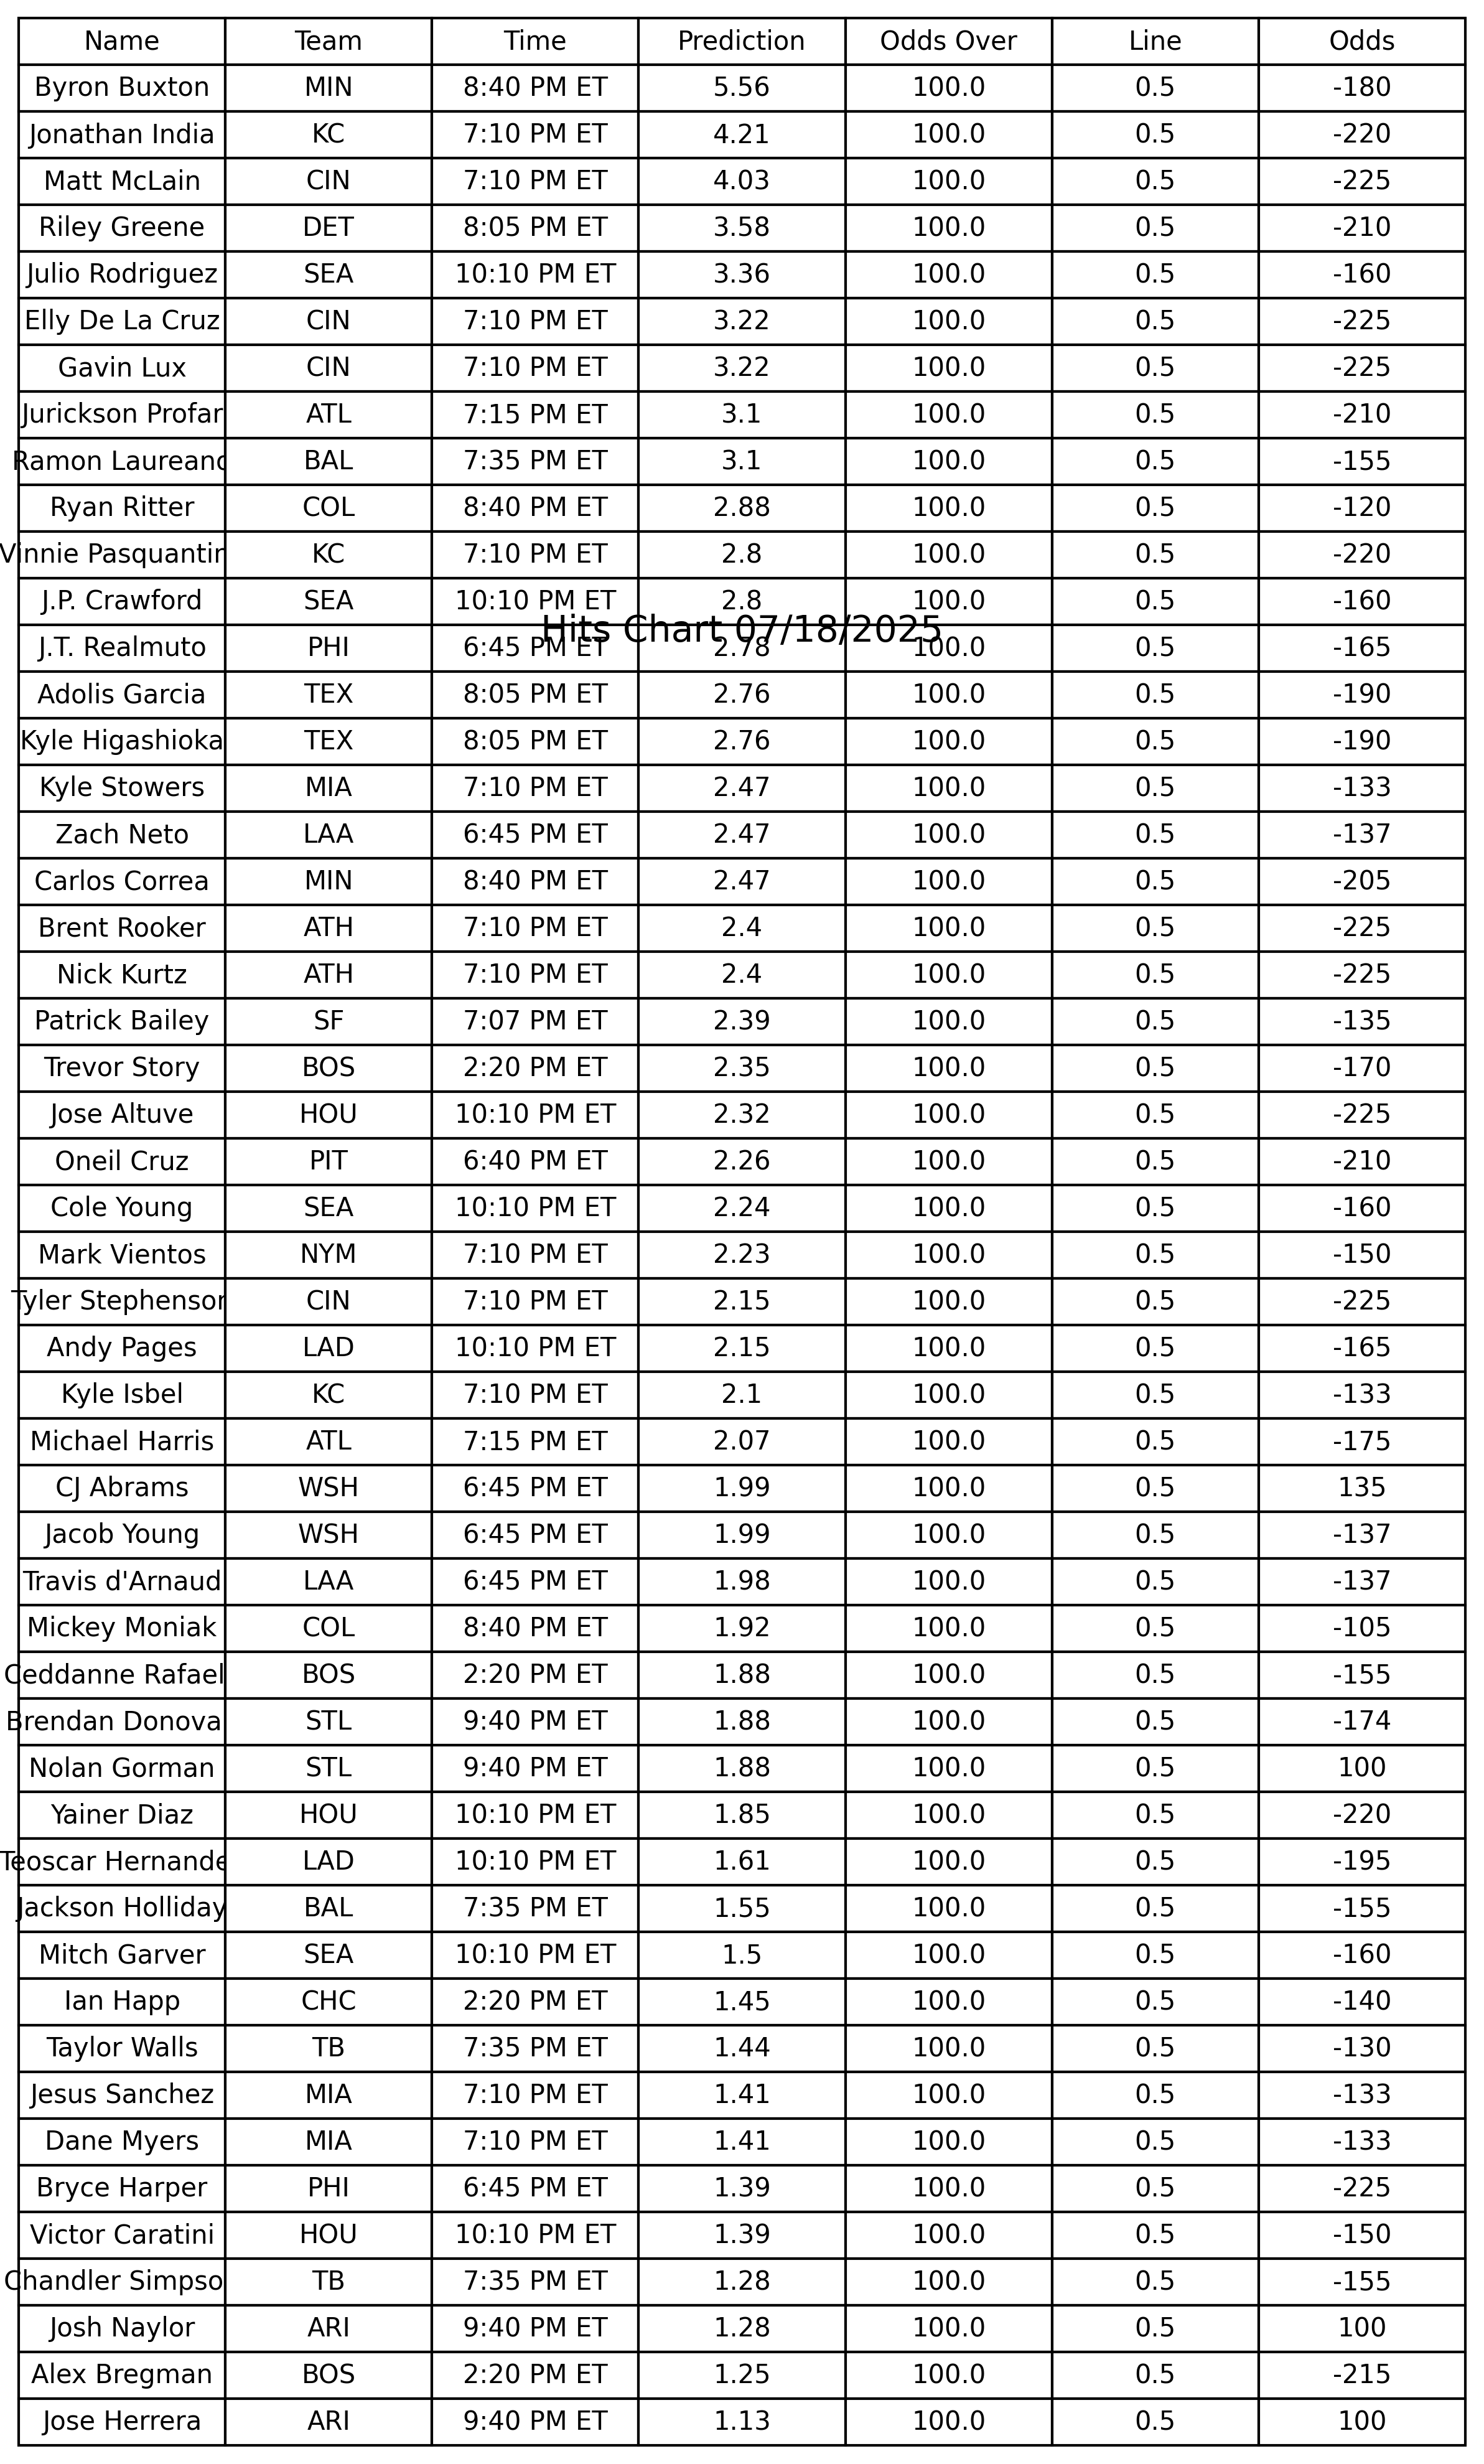 Name Team Time Prediction Odds Over Line Odds
Byron Buxton MIN 8:40 PM ET 5.56 100.0 0.5 -180
Jonathan India KC 7:10 PM ET 4.21 100.0 0.5 -220
Matt McLain CIN 7:10 PM ET 4.03 100.0 0.5 -225
Riley Greene DET 8:05 PM ET 3.58 100.0 0.5 -210
Julio Rodriguez SEA 10:10 PM ET 3.36 100.0 0.5 -160
Elly De La Cruz CIN 7:10 PM ET 3.22 100.0 0.5 -225
Gavin Lux CIN 7:10 PM ET 3.22 100.0 0.5 -225
Jurickson Profar ATL 7:15 PM ET 3.1 100.0 0.5 -210
Ramon Laureano BAL 7:35 PM ET 3.1 100.0 0.5 -155
Ryan Ritter COL 8:40 PM ET 2.88 100.0 0.5 -120
Vinnie Pasquantin KC 7:10 PM ET 2.8 100.0 0.5 -220
J.P. Crawford SEA 10:10 PM ET 2.8 100.0 0.5 -160
Hits Chart 07/18/2025
J.T. Realmuto PHI 6:45 PM ET 2.78 100.0 0.5 -165
Adolis Garcia TEX 8:05 PM ET 2.76 100.0 0.5 -190
Kyle Higashioka TEX 8:05 PM ET 2.76 100.0 0.5 -190
Kyle Stowers MIA 7:10 PM ET 2.47 100.0 0.5 -133
Zach Neto LAA 6:45 PM ET 2.47 100.0 0.5 -137
Carlos Correa MIN 8:40 PM ET 2.47 100.0 0.5 -205
Brent Rooker ATH 7:10 PM ET 2.4 100.0 0.5 -225
Nick Kurtz ATH 7:10 PM ET 2.4 100.0 0.5 -225
Patrick Bailey SF 7:07 PM ET 2.39 100.0 0.5 -135
Trevor Story BOS 2:20 PM ET 2.35 100.0 0.5 -170
Jose Altuve HOU 10:10 PM ET 2.32 100.0 0.5 -225
Oneil Cruz PIT 6:40 PM ET 2.26 100.0 0.5 -210
Cole Young SEA 10:10 PM ET 2.24 100.0 0.5 -160
Mark Vientos NYM 7:10 PM ET 2.23 100.0 0.5 -150
Tyler Stephenson CIN 7:10 PM ET 2.15 100.0 0.5 -225
Andy Pages LAD 10:10 PM ET 2.15 100.0 0.5 -165
Kyle Isbel KC 7:10 PM ET 2.1 100.0 0.5 -133
Michael Harris ATL 7:15 PM ET 2.07 100.0 0.5 -175
CJ Abrams WSH 6:45 PM ET 1.99 100.0 0.5 135
Jacob Young WSH 6:45 PM ET 1.99 100.0 0.5 -137
Travis d'Arnaud LAA 6:45 PM ET 1.98 100.0 0.5 -137
Mickey Moniak COL 8:40 PM ET 1.92 100.0 0.5 -105
Ceddanne Rafael BOS 2:20 PM ET 1.88 100.0 0.5 -155
Brendan Donova STL 9:40 PM ET 1.88 100.0 0.5 -174
Nolan Gorman STL 9:40 PM ET 1.88 100.0 0.5 100
Yainer Diaz HOU 10:10 PM ET 1.85 100.0 0.5 -220
Teoscar Hernande LAD 10:10 PM ET 1.61 100.0 0.5 -195
Jackson Holliday BAL 7:35 PM ET 1.55 100.0 0.5 -155
Mitch Garver SEA 10:10 PM ET 1.5 100.0 0.5 -160
Ian Happ CHC 2:20 PM ET 1.45 100.0 0.5 -140
Taylor Walls TB 7:35 PM ET 1.44 100.0 0.5 -130
Jesus Sanchez MIA 7:10 PM ET 1.41 100.0 0.5 -133
Dane Myers MIA 7:10 PM ET 1.41 100.0 0.5 -133
Bryce Harper PHI 6:45 PM ET 1.39 100.0 0.5 -225
Victor Caratini HOU 10:10 PM ET 1.39 100.0 0.5 -150
Chandler Simpso TB 7:35 PM ET 1.28 100.0 0.5 -155
Josh Naylor ARI 9:40 PM ET 1.28 100.0 0.5 100
Alex Bregman BOS 2:20 PM ET 1.25 100.0 0.5 -215
Jose Herrera ARI 9:40 PM ET 1.13 100.0 0.5 100